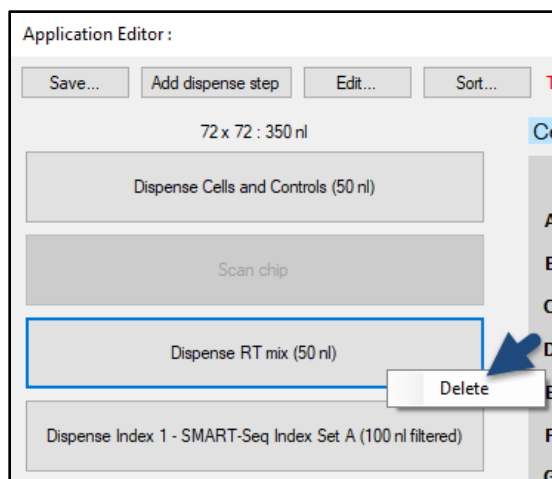 Application Editor :
Save... Add dispense step Edit... Sort... T
72 x 72 : 350 nl
Dispense Cells and Controls (50 nl)
A
Scan chip
C
Dispense RT mix (50 nl)
D
Delete
Dispense Index 1 - SMART-Seq Index Set A (100 nl filtered)